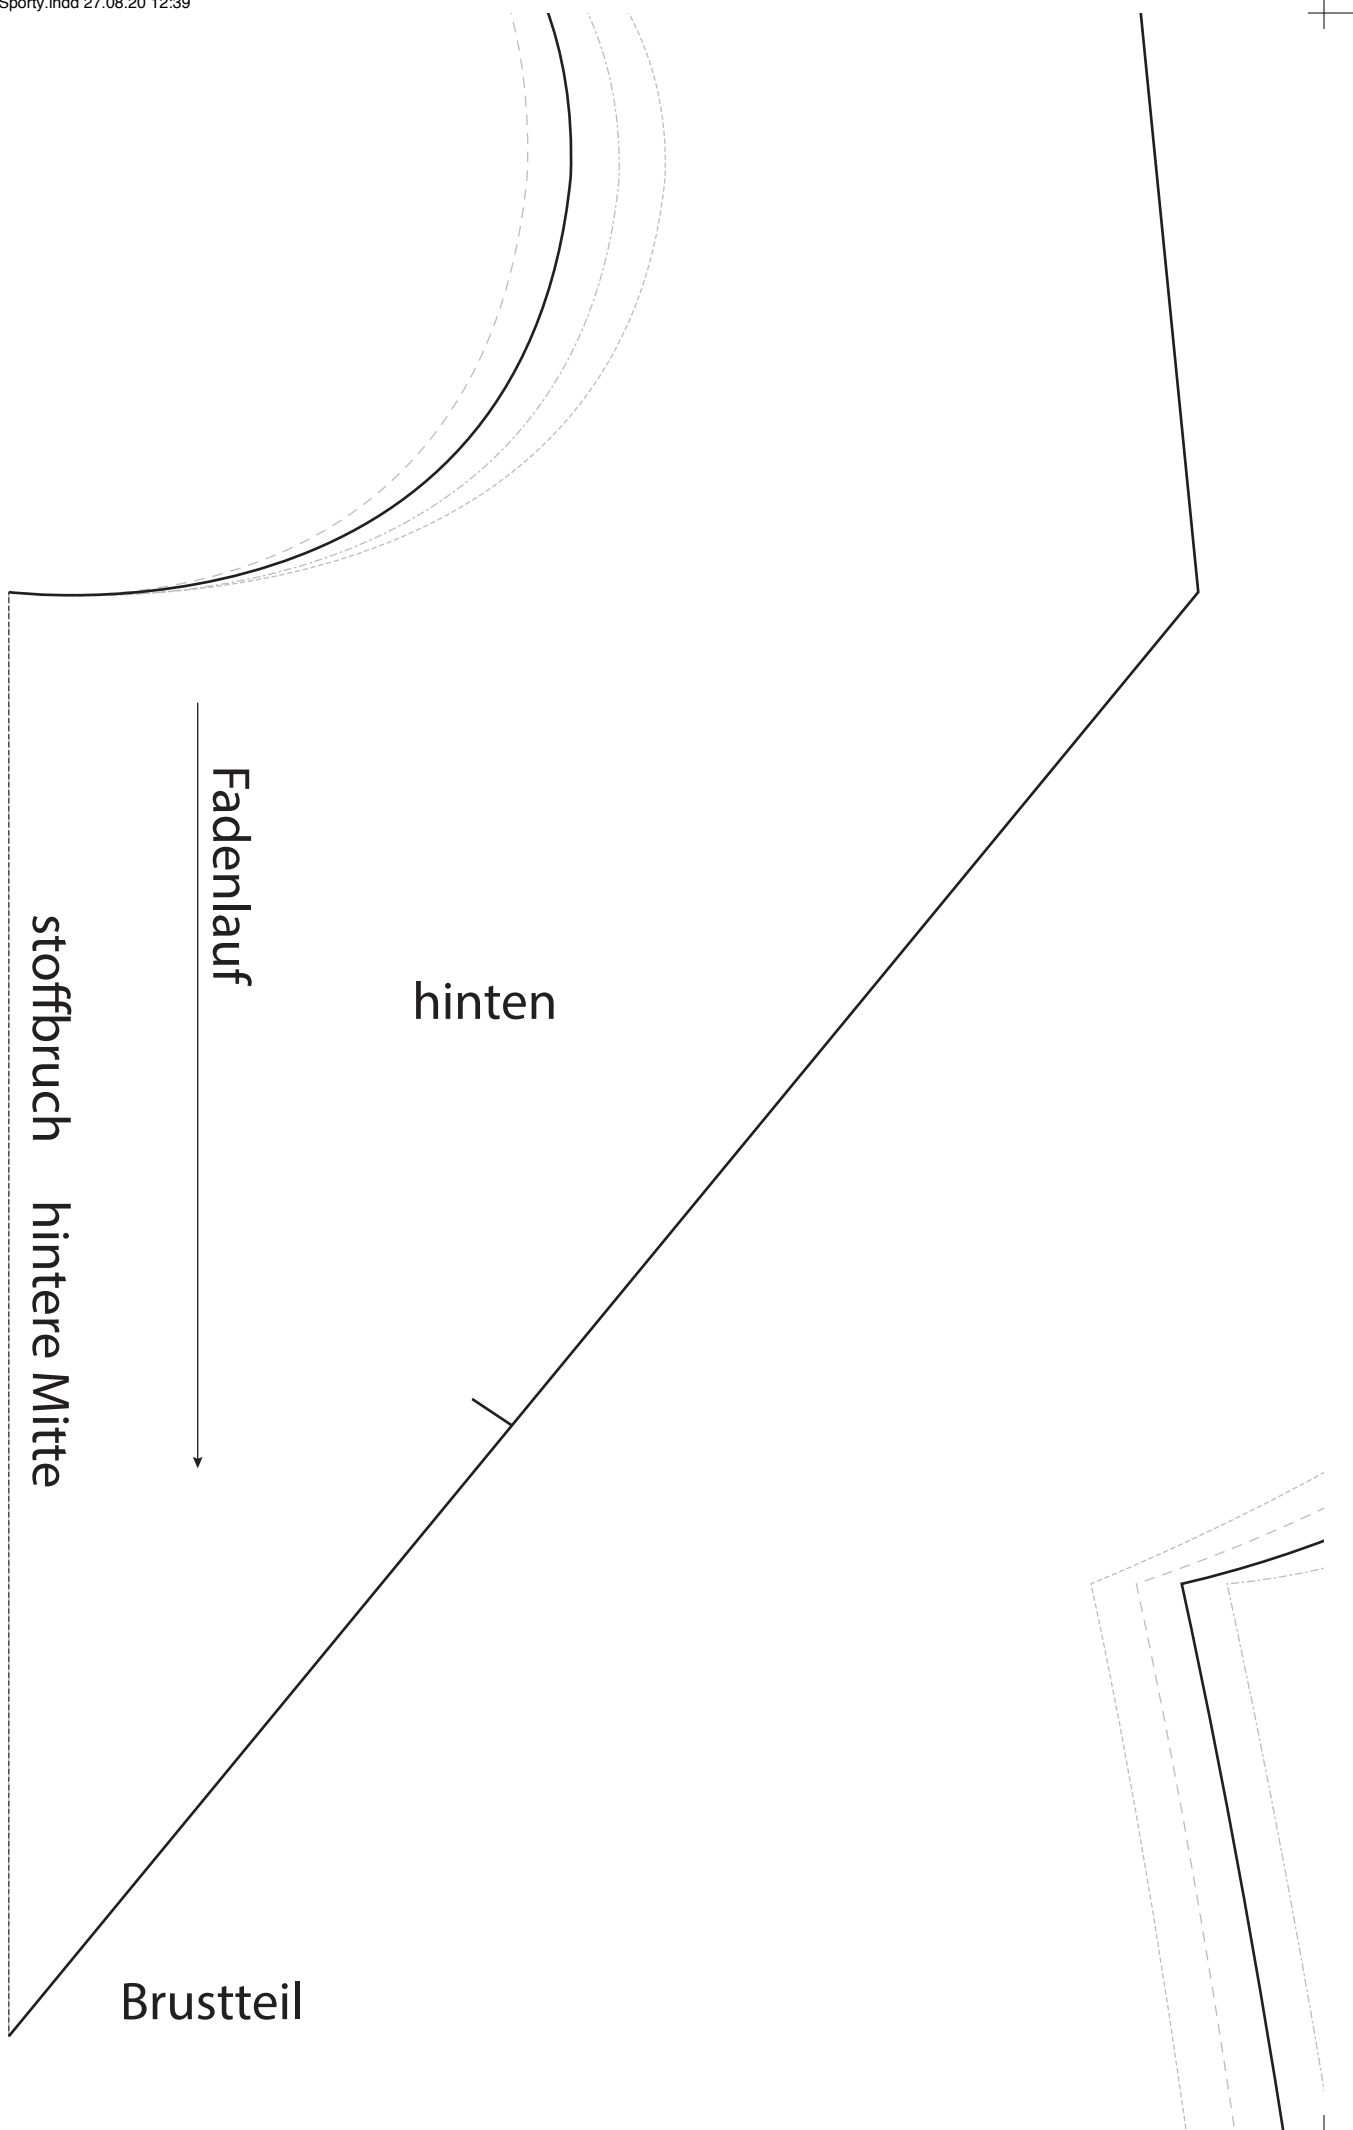 Sporty.indd 27.08.20 12:39
Fadenlauf
hinten
stoffbruch hintere Mitte
Brustteil